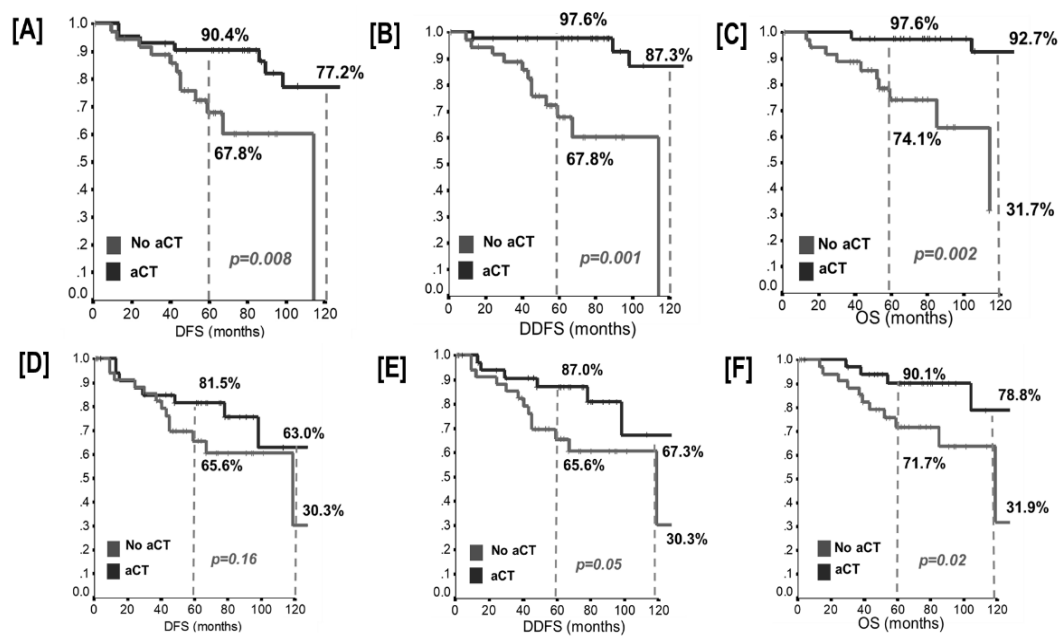 [A]
1.0
.9
.8
.7
.6
.5
.4
.3
.2
.1
0.0
90.4%
77.2%
67.8%
No aCT
aCT
p=0.008
0 20 40 60 80 100 120
DFS (months)
[B]
1.0
.9
.8
.7
.6
.5
.4
.3
.2
.1
0.0
97.6%
87.3%
67.8%
No aCT
aCT
p=0.001
0 20 40 60 80 100 120
DDFS (months)
[C]
1.0
.9
.8
.7
.6
.5
.4
.3
.2
.1
0.0
97.6%
92.7%
74.1%
31.7%
No aCT
aCT
p=0.002
0 20 40 60 80 100 120
OS (months)
[D]
1.0
.9
.8
.7
.6
.5
.4
.3
.2
.1
0.0
81.5%
63.0%
65.6%
30.3%
No aCT
aCT
p=0.16
0 20 40 60 80 100 120
DFS (months)
[E]
1.0
.9
.8
.7
.6
.5
.4
.3
.2
.1
0.0
87.0%
67.3%
65.6%
30.3%
No aCT
aCT
p=0.05
0 20 40 60 80 100 120
DDFS (months)
[F]
1.0
.9
.8
.7
.6
.5
.4
.3
.2
.1
0.0
90.1%
78.8%
71.7%
31.9%
No aCT
aCT
p=0.02
0 20 40 60 80 100 120
OS (months)